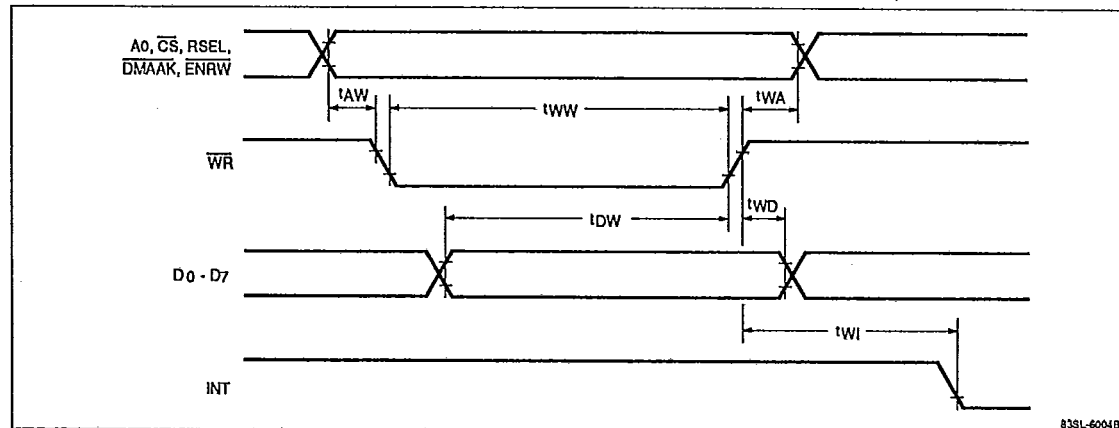 A0, CS, RSEL,
DMAAK, ENRW
tAW
tWW
tWA
WR
tWD
tDW
D0 - D7
tWI
INT
83SL-6004B